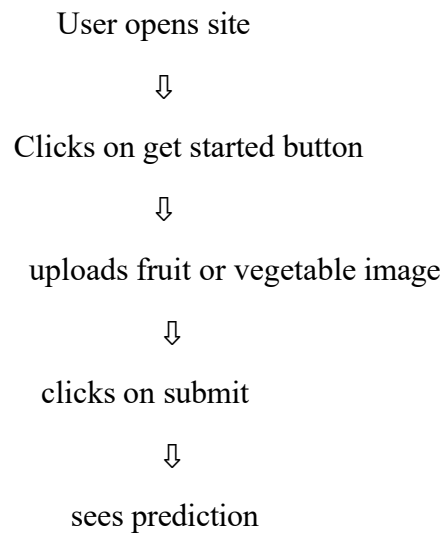 User opens site
⇩
Clicks on get started button
⇩
uploads fruit or vegetable image
⇩
clicks on submit
⇩
sees prediction